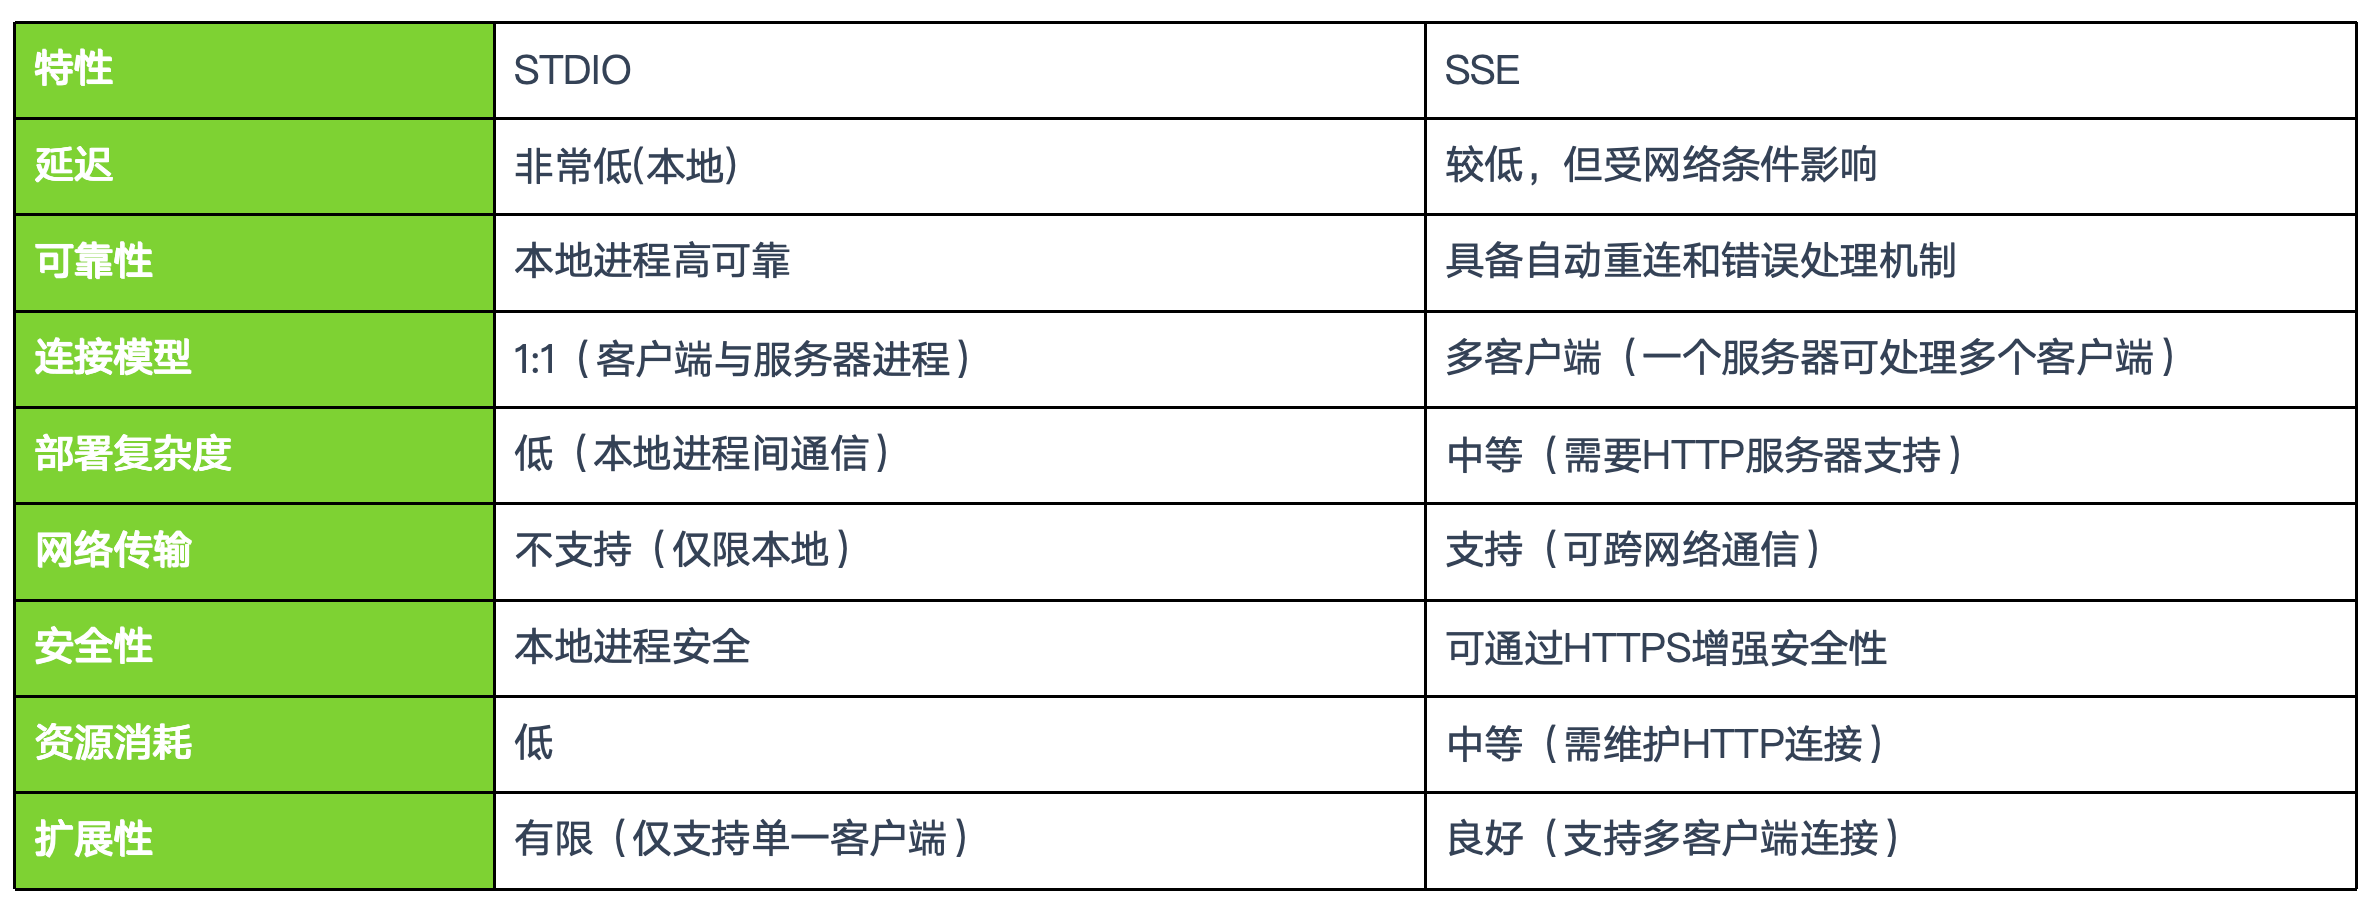 特性 STDIO SSE
延迟 非常低(本地) 较低，但受网络条件影响
可靠性 本地进程高可靠 具备自动重连和错误处理机制
连接模型 1:1（客户端与服务器进程） 多客户端（一个服务器可处理多个客户端）
部署复杂度 低（本地进程间通信） 中等（需要HTTP服务器支持）
网络传输 不支持（仅限本地） 支持（可跨网络通信）
安全性 本地进程安全 可通过HTTPS增强安全性
资源消耗 低 中等（需维护HTTP连接）
扩展性 有限（仅支持单一客户端） 良好（支持多客户端连接）